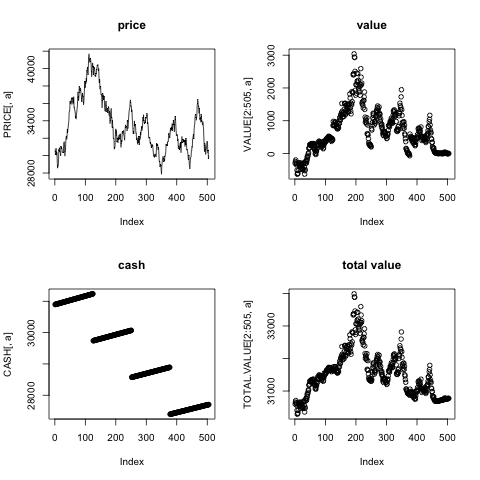 price
PRICE[, a]
28000 34000 40000
0 100 200 300 400 500
Index
value
VALUE[2:505, a]
0 1000 2000 3000
0 100 200 300 400 500
Index
cash
CASH[, a]
28000 30000
0 100 200 300 400 500
Index
total value
TOTAL.VALUE[2:505, a]
31000 33000
0 100 200 300 400 500
Index